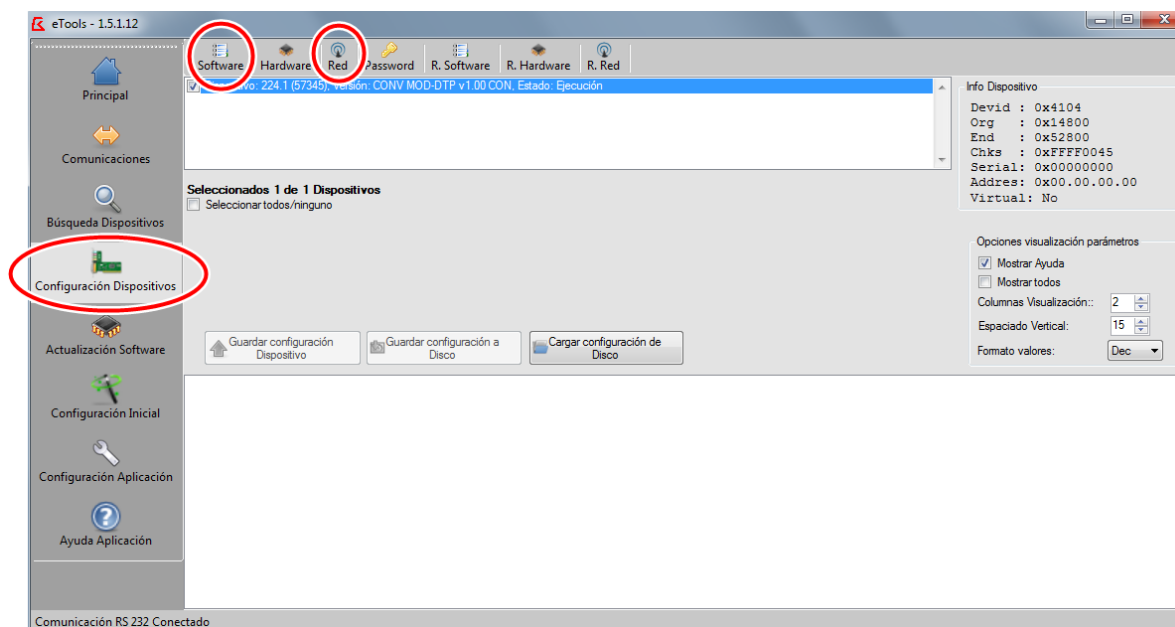 eTools - 1.5.1.12
Principal
Comunicaciones
Búsqueda Dispositivos
Configuración Dispositivos
Actualización Software
Configuración Inicial
Configuración Aplicación
Ayuda Aplicación
Software Hardware Red Password R. Software R. Hardware R. Red
224.1 (57345), Versión: CONV MOD-DTP v1.00 CON, Estado: Ejecución
Seleccionados 1 de 1 Dispositivos
Seleccionar todos/ninguno
Guardar configuración
Dispositivo
Guardar configuración a
Disco
Cargar configuración de
Disco
Info Dispositivo
Devid : 0x4104
Org : 0x14800
End : 0x52800
Chks : 0xFFFF0045
Serial: 0x00000000
Addres: 0x00.00.00.00
Virtual: No
Opciones visualización parámetros
Mostrar Ayuda
Mostrar todos
Columnas Visualización:: 2
Espaciado Vertical: 15
Formato valores: Dec
Comunicación RS 232 Conectado